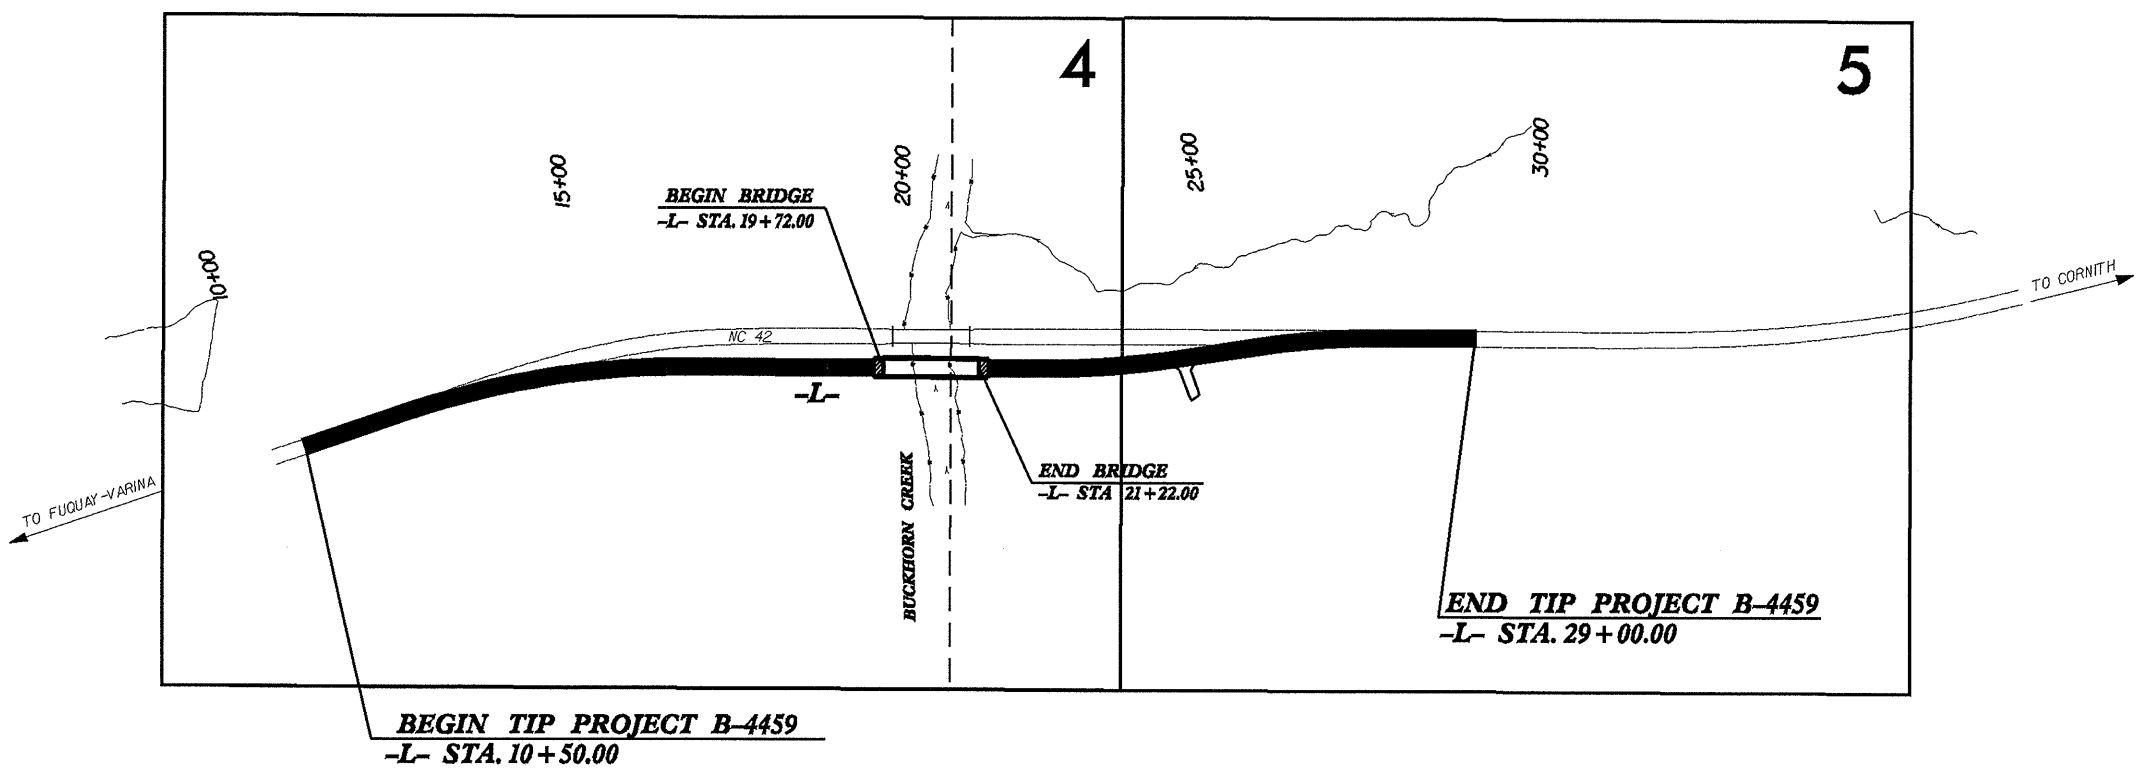 4
5
15+00
20+00
25+00
30+00
BEGIN BRIDGE
-L- STA. 19+72.00
10+00
TO CORNITH
NC 42
-L-
END BRIDGE
-L- STA 21+22.00
TO FUQUAY-VARINA
BUCKHORN CREEK
END TIP PROJECT B-4459
-L- STA. 29+00.00
BEGIN TIP PROJECT B-4459
-L- STA. 10+50.00